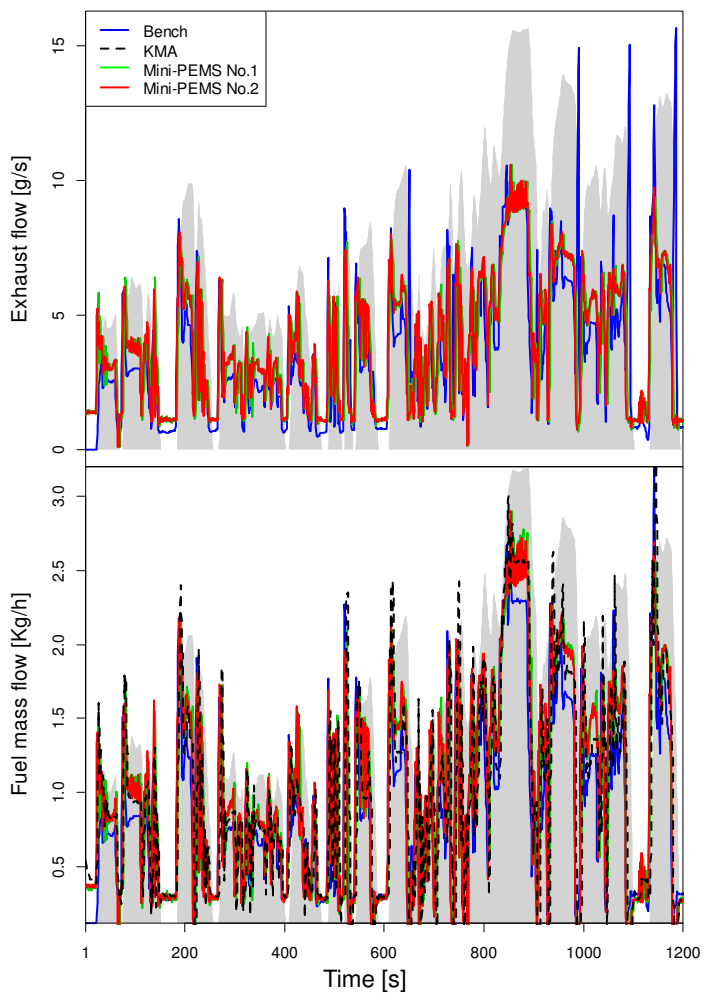 Bench
KMA
Mini-PEMS No.1
Mini-PEMS No.2
Exhaust flow [g/s]
15
10
5
0
Fuel mass flow [Kg/h]
3.0
2.5
2.0
1.5
1.0
0.5
1 200 400 600 800 1000 1200
Time [s]